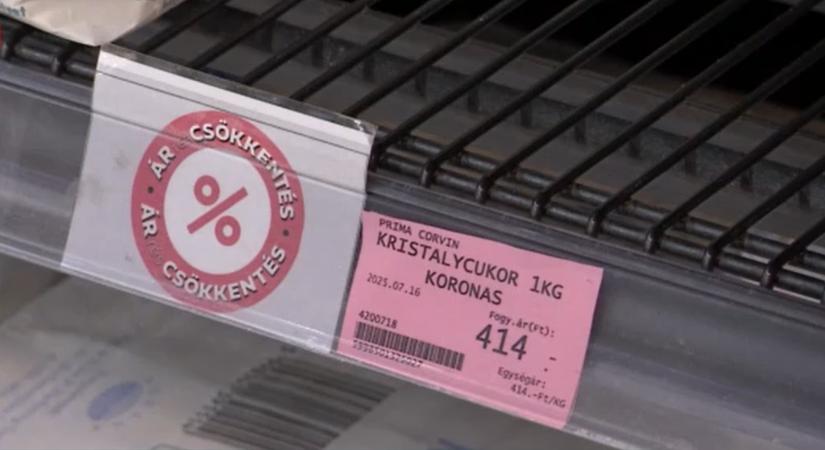 ÁR CSÖKKENTÉS
%
ÁR CSÖKKENTÉS
PRIMA CORVIN
KRISTALYCUKOR 1KG
KORONAS
2025.07.16
Fogy.ár(Ft):
4200718
414 .-
Egységár:
414.-Ft/KG